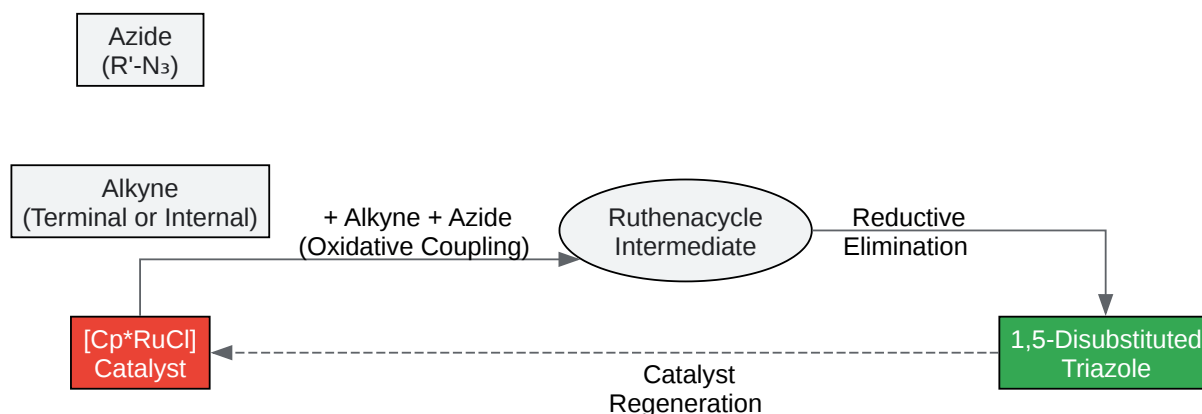 Azide
(R'-N₃)
Alkyne
(Terminal or Internal)
+ Alkyne + Azide
(Oxidative Coupling)
Ruthenacycle
Intermediate
Reductive
Elimination
[Cp*RuCl]
Catalyst
1,5-Disubstituted
Triazole
Catalyst
Regeneration